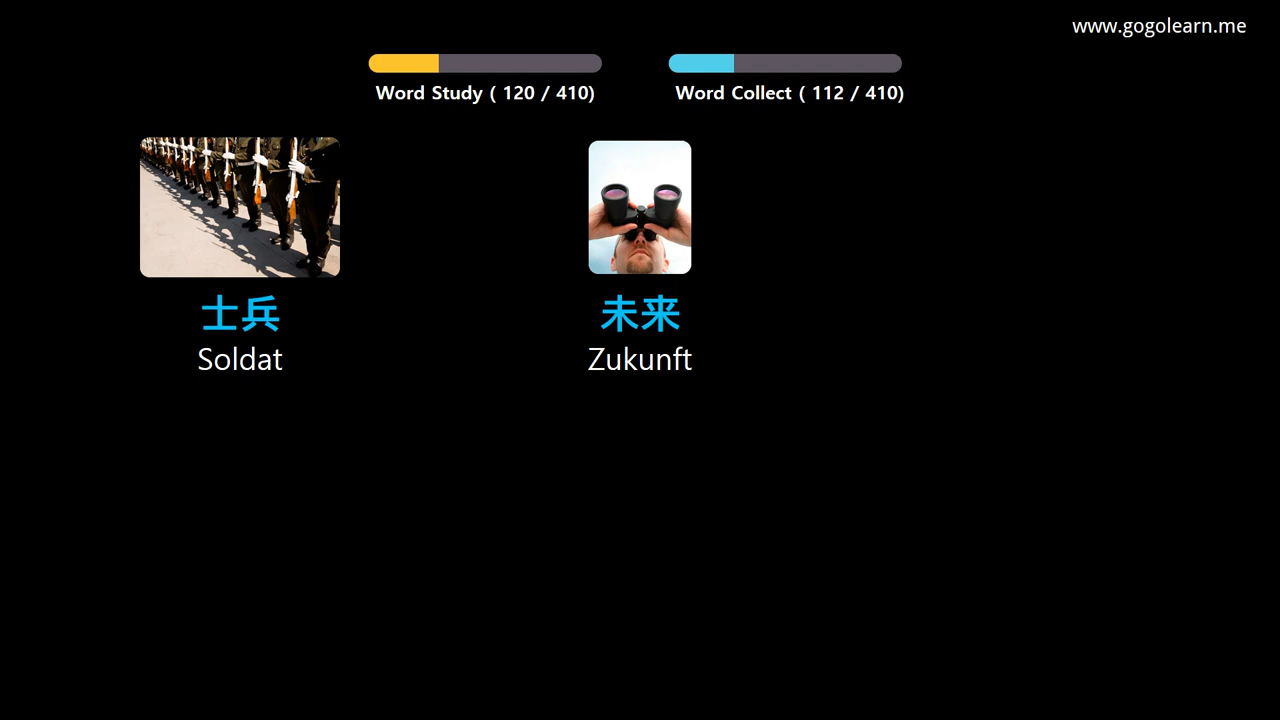 www.gogolearn.me
Word Study ( 120 / 410)
Word Collect ( 112 / 410)
士兵
Soldat
未来
Zukunft